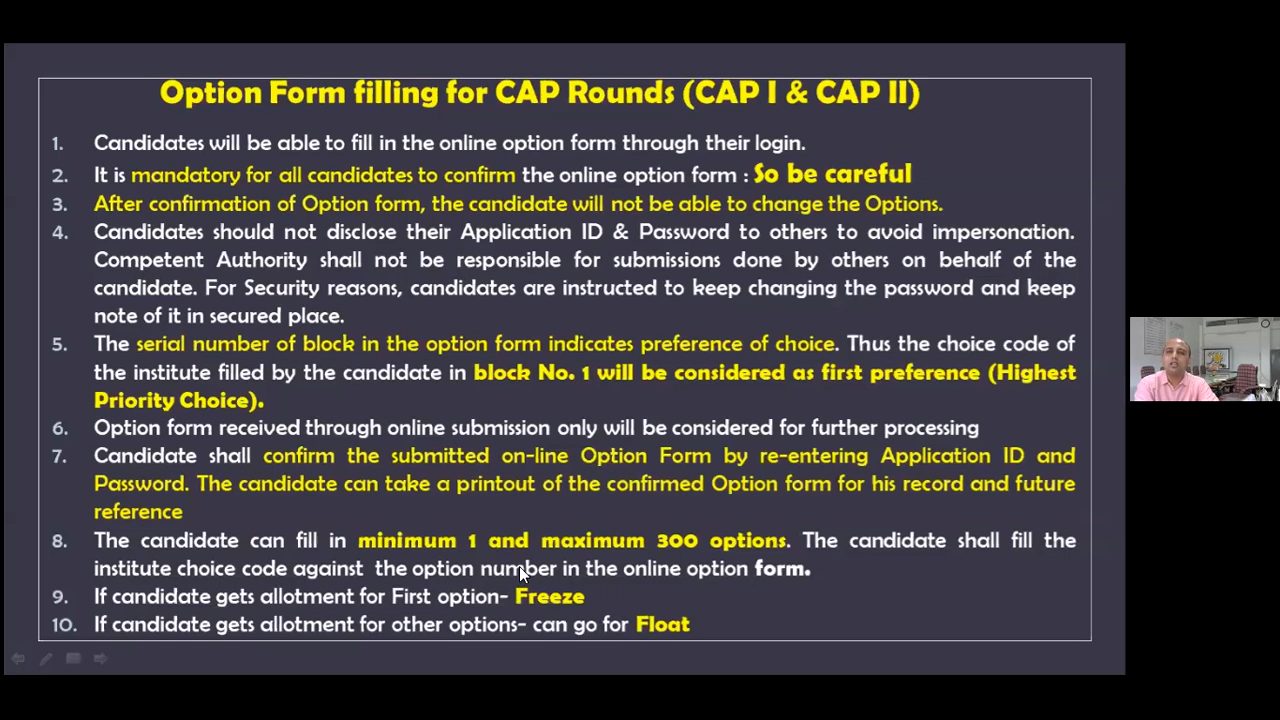 Option Form filling for CAP Rounds (CAP I & CAP II)
1. Candidates will be able to fill in the online option form through their login.
2. It is mandatory for all candidates to confirm the online option form : So be careful
3. After confirmation of Option form, the candidate will not be able to change the Options.
4. Candidates should not disclose their Application ID & Password to others to avoid impersonation.
Competent Authority shall not be responsible for submissions done by others on behalf of the
candidate. For Security reasons, candidates are instructed to keep changing the password and keep
note of it in secured place.
5. The serial number of block in the option form indicates preference of choice. Thus the choice code of
the institute filled by the candidate in block No. 1 will be considered as first preference (Highest
Priority Choice).
6. Option form received through online submission only will be considered for further processing
7. Candidate shall confirm the submitted on-line Option Form by re-entering Application ID and
Password. The candidate can take a printout of the confirmed Option form for his record and future
reference
8. The candidate can fill in minimum 1 and maximum 300 options. The candidate shall fill the
institute choice code against the option number in the online option form.
9. If candidate gets allotment for First option- Freeze
10. If candidate gets allotment for other options- can go for Float